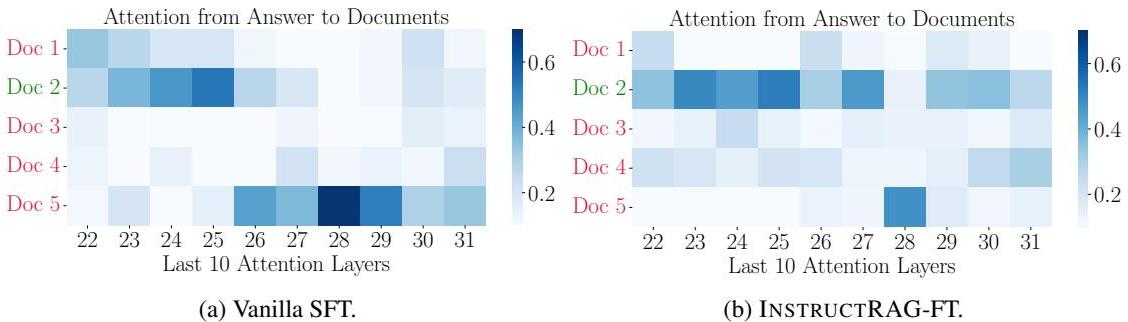 Attention from Answer to Documents
Doc 1
Doc 2
Doc 3
Doc 4
Doc 5
22 23 24 25 26 27 28 29 30 31
Last 10 Attention Layers
0.6
0.4
0.2
(a) Vanilla SFT.
Attention from Answer to Documents
Doc 1
Doc 2
Doc 3
Doc 4
Doc 5
22 23 24 25 26 27 28 29 30 31
Last 10 Attention Layers
0.6
0.4
0.2
(b) INSTRUCTRAG-FT.